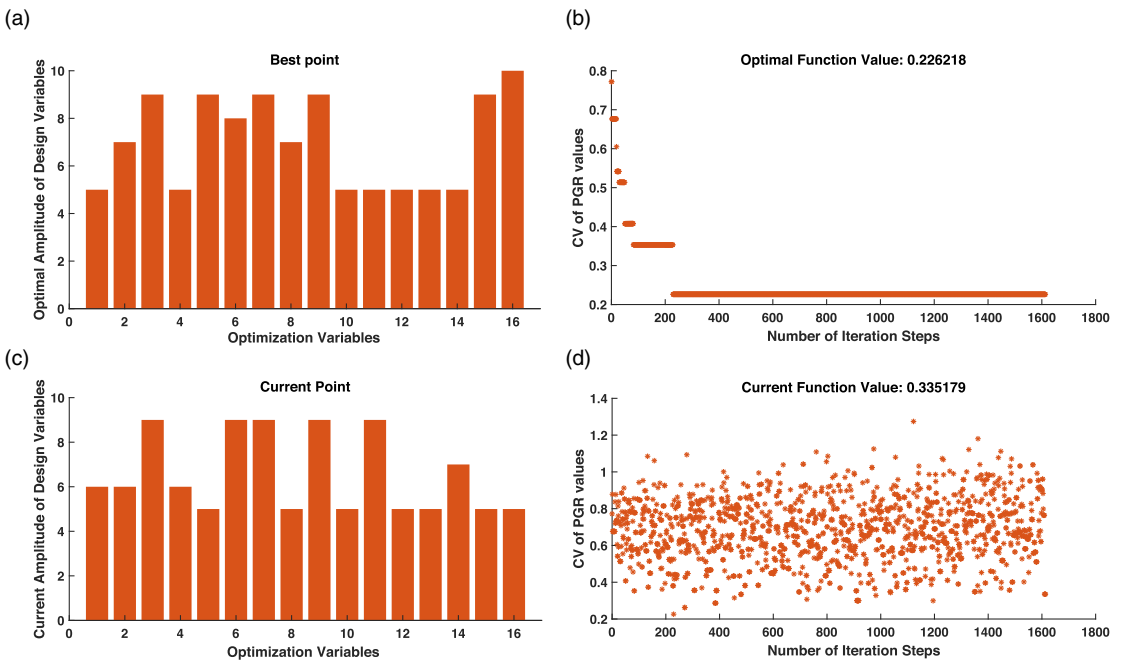 (a)
Best point
Optimal Amplitude of Design Variables
10
8
6
4
2
0
0 2 4 6 8 10 12 14 16
Optimization Variables
(b)
Optimal Function Value: 0.226218
CV of PGR values
0.8
0.7
0.6
0.5
0.4
0.3
0.2
0 200 400 600 800 1000 1200 1400 1600 1800
Number of Iteration Steps
(c)
Current Point
Current Amplitude of Design Variables
10
8
6
4
2
0
0 2 4 6 8 10 12 14 16
Optimization Variables
(d)
Current Function Value: 0.335179
CV of PGR values
1.4
1.2
1
0.8
0.6
0.4
0.2
0 200 400 600 800 1000 1200 1400 1600 1800
Number of Iteration Steps